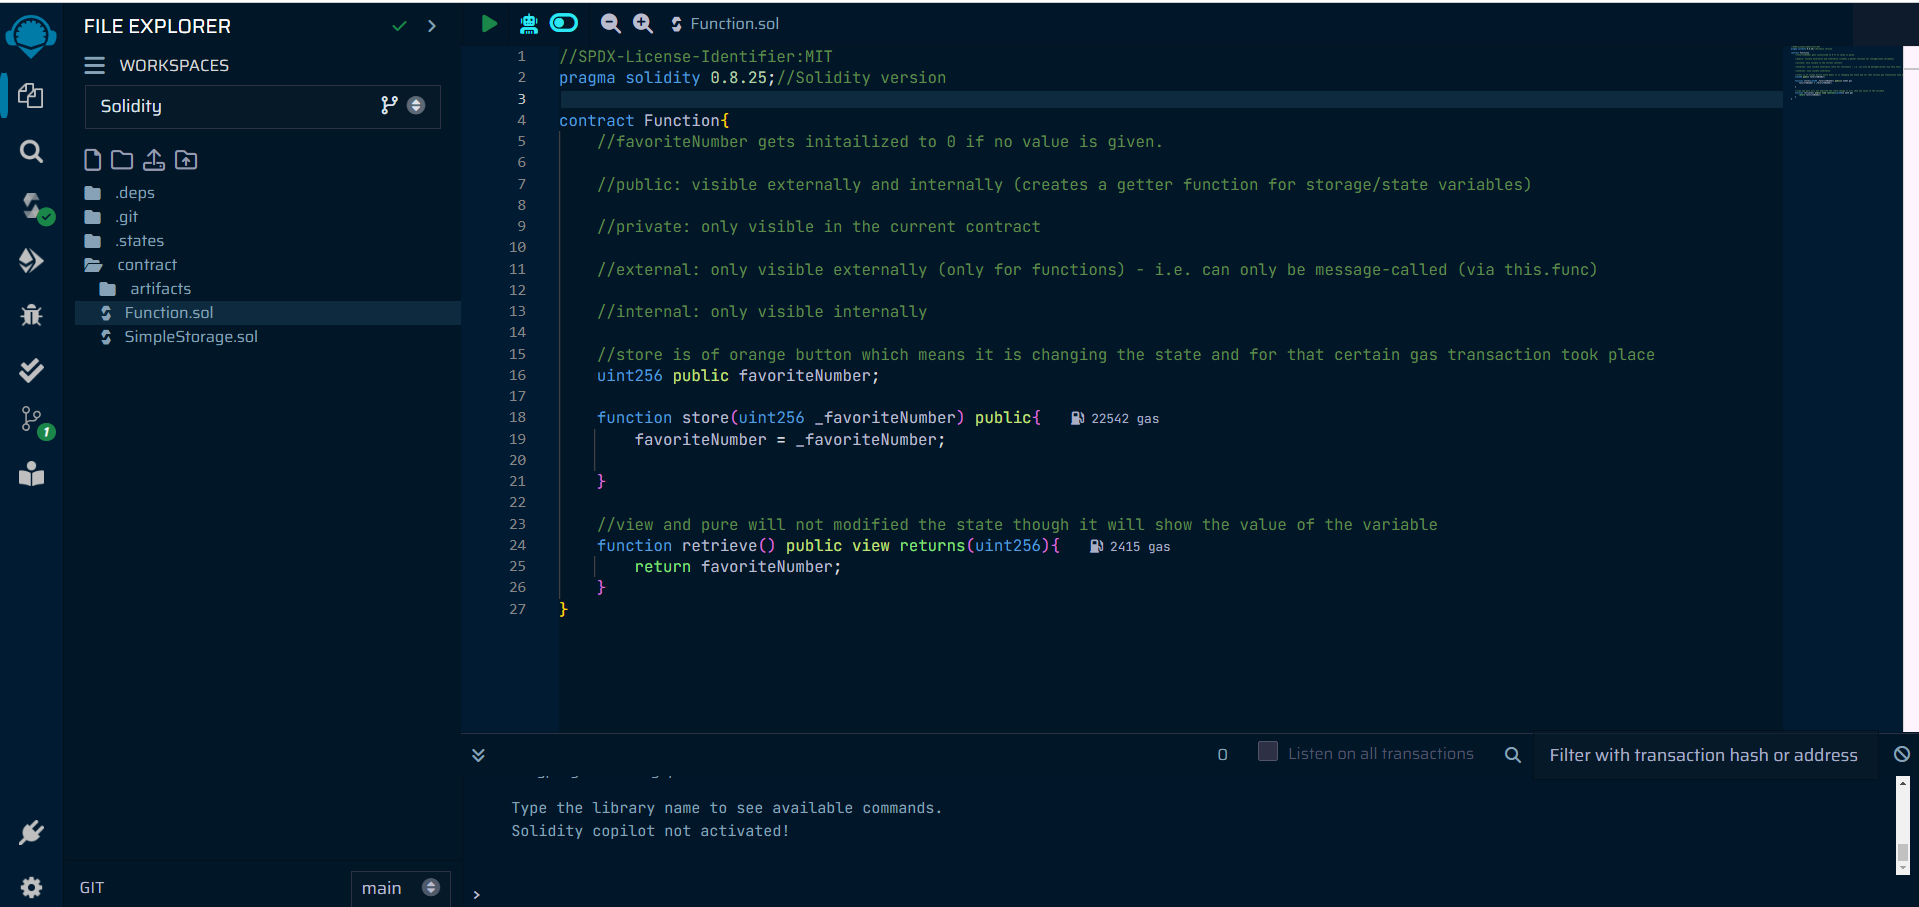 FILE EXPLORER
WORKSPACES
Solidity
.deps
.git
.states
contract
artifacts
Function.sol
SimpleStorage.sol
GIT
main
1
Function.sol
1 //SPDX-License-Identifier:MIT
2 pragma solidity 0.8.25;//Solidity version
3
4 contract Function{
5 //favoriteNumber gets initailized to 0 if no value is given.
6
7 //public: visible externally and internally (creates a getter function for storage/state variables)
8
9 //private: only visible in the current contract
10
11 //external: only visible externally (only for functions) - i.e. can only be message-called (via this.func)
12
13 //internal: only visible internally
14
15 //store is of orange button which means it is changing the state and for that certain gas transaction took place
16 uint256 public favoriteNumber;
17
18 function store(uint256 _favoriteNumber) public{ 22542 gas
19 favoriteNumber = _favoriteNumber;
20
21 }
22
23 //view and pure will not modified the state though it will show the value of the variable
24 function retrieve() public view returns(uint256){ 2415 gas
25 return favoriteNumber;
26 }
27 }
0 Listen on all transactions Filter with transaction hash or address
Type the library name to see available commands.
Solidity copilot not activated!
>